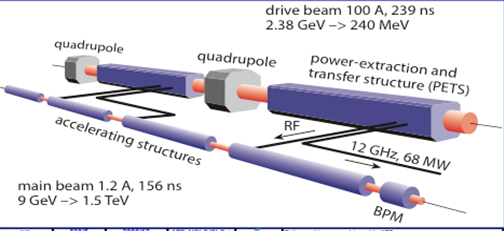 drive beam 100 A, 239 ns
2.38 GeV –> 240 MeV
quadrupole
quadrupole
power-extraction and
transfer structure (PETS)
accelerating structures
RF
12 GHz, 68 MW
main beam 1.2 A, 156 ns
9 GeV –> 1.5 TeV
BPM